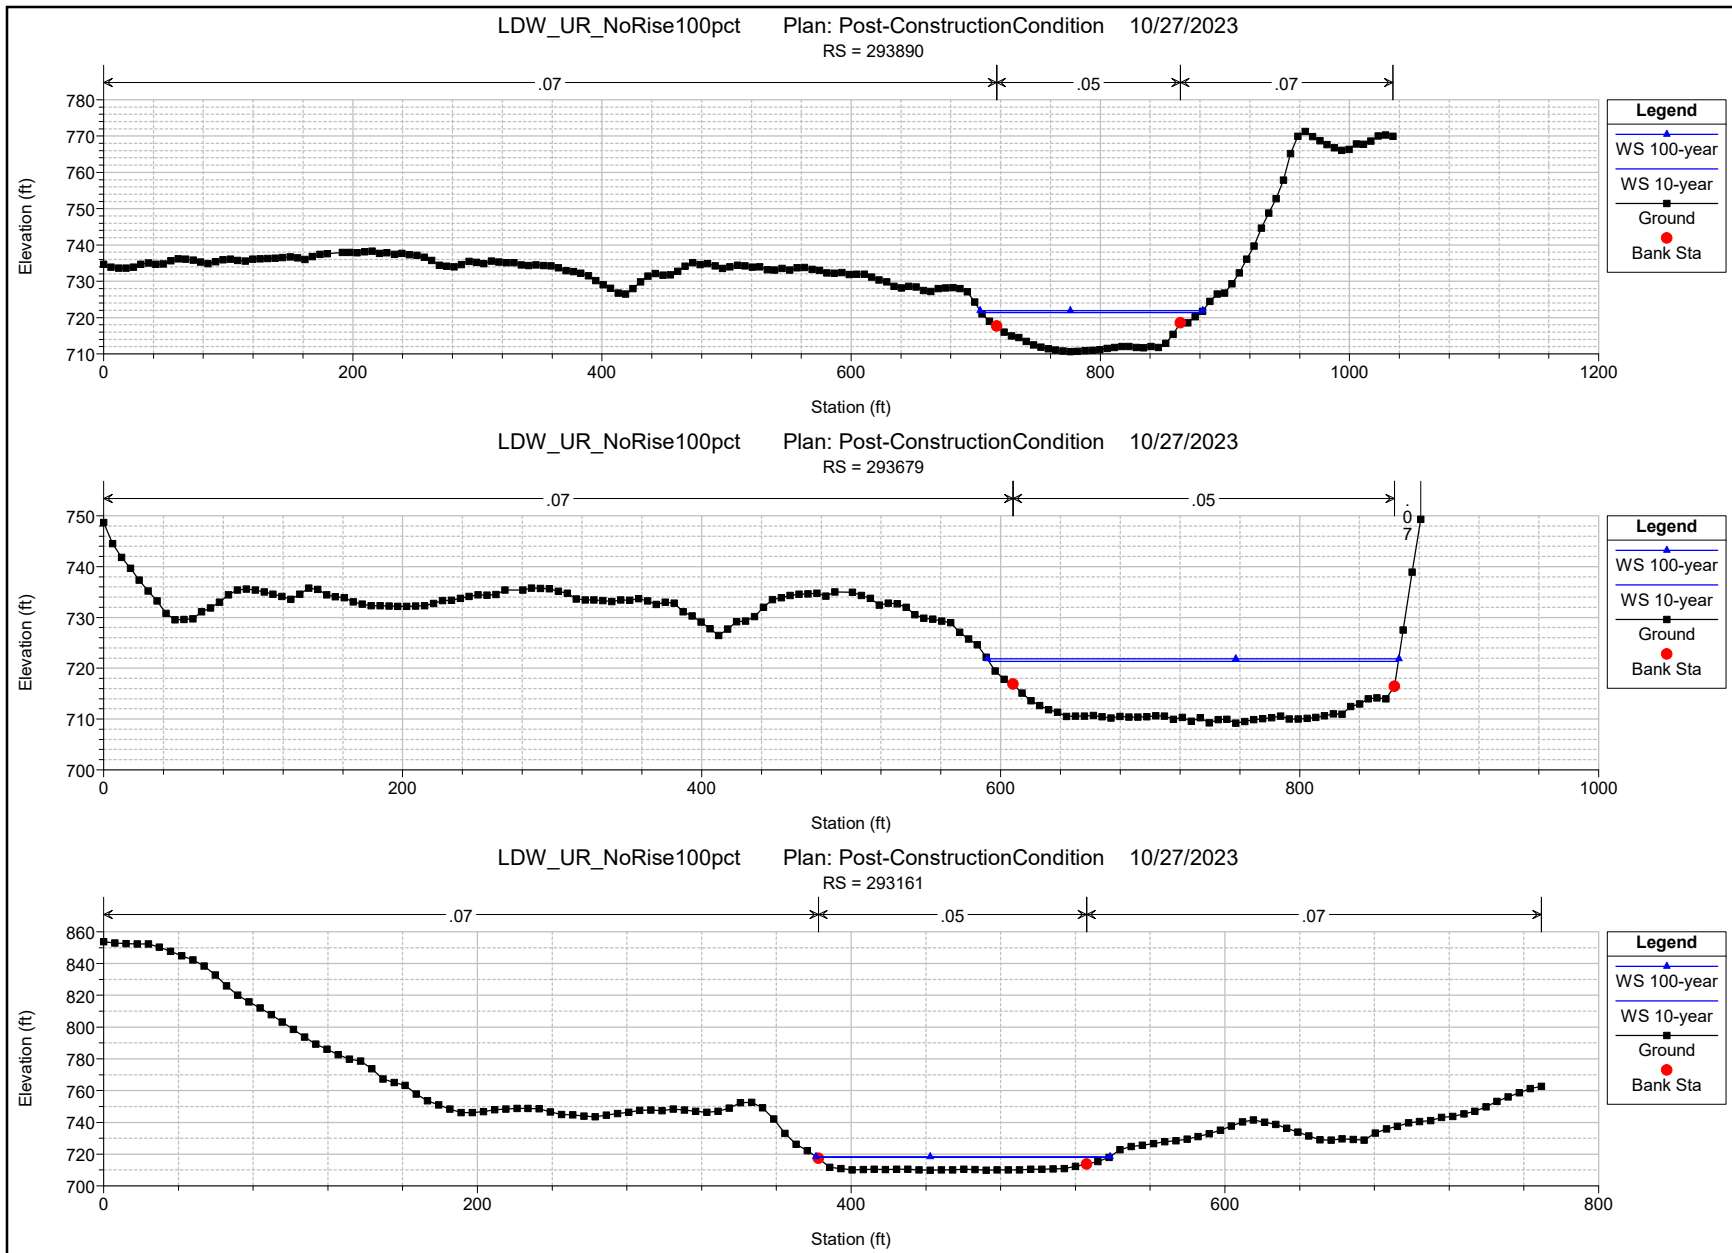 LDW_UR_NoRise100pct Plan: Post-ConstructionCondition 10/27/2023
RS = 293890
.07 .05 .07
780
770
760
750
740
730
720
710
Elevation (ft)
0 200 400 600 800 1000 1200
Station (ft)
Legend
WS 100-year
WS 10-year
Ground
Bank Sta
LDW_UR_NoRise100pct Plan: Post-ConstructionCondition 10/27/2023
RS = 293679
.07 .05 .07
750
740
730
720
710
700
Elevation (ft)
0 200 400 600 800 1000
Station (ft)
Legend
WS 100-year
WS 10-year
Ground
Bank Sta
LDW_UR_NoRise100pct Plan: Post-ConstructionCondition 10/27/2023
RS = 293161
.07 .05 .07
860
840
820
800
780
760
740
720
700
Elevation (ft)
0 200 400 600 800
Station (ft)
Legend
WS 100-year
WS 10-year
Ground
Bank Sta